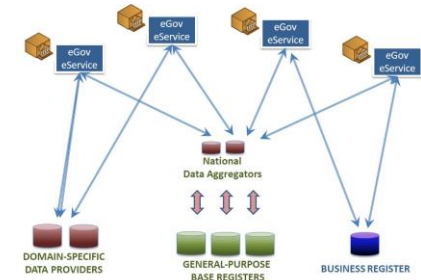 eGov
eService
eGov
eService
eGov
eService
eGov
eService
National
Data Aggregators
DOMAIN-SPECIFIC
DATA PROVIDERS
GENERAL-PURPOSE
BASE REGISTERS
BUSINESS REGISTER